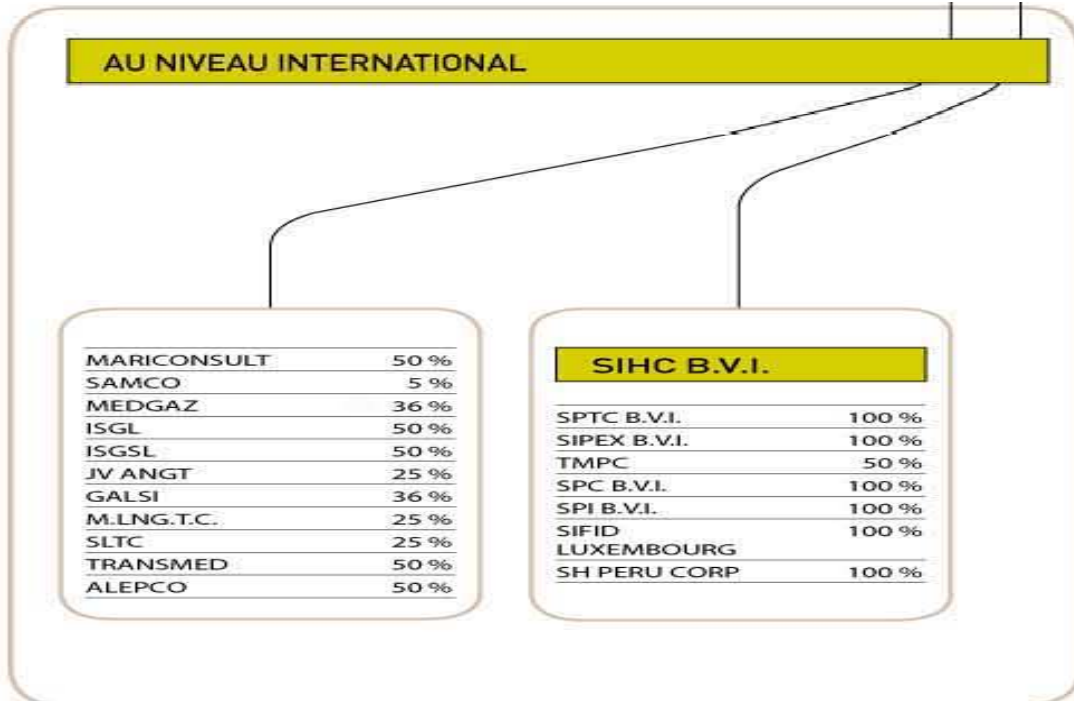 AU NIVEAU INTERNATIONAL
MARICONSULT 50 %
SAMCO 5 %
MEDGAZ 36 %
ISGL 50 %
ISGSL 50 %
JV ANGT 25 %
GALSI 36 %
M.LNG.T.C. 25 %
SLTC 25 %
TRANSMED 50 %
ALEPCO 50 %
SIHC B.V.I.
SPTC B.V.I. 100 %
SIPEX B.V.I. 100 %
TMPC 50 %
SPC B.V.I. 100 %
SPI B.V.I. 100 %
SIFID 100 %
LUXEMBOURG
SH PERU CORP 100 %